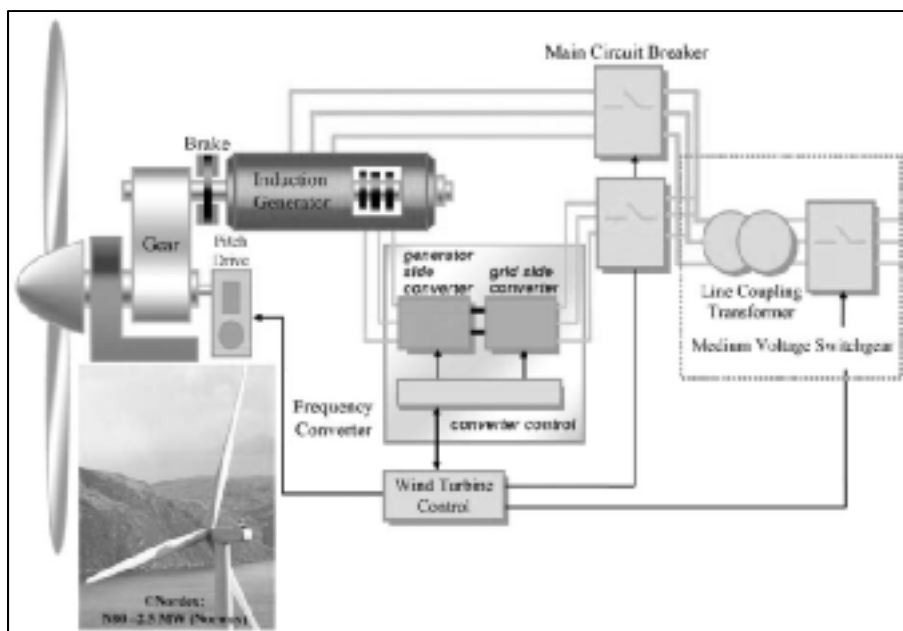 Main Circuit Breaker
Brake
Induction
Generator
Gear
Pitch
Drive
generator
side
converter
grid side
converter
Line Coupling
Transformer
Medium Voltage Switchgear
Frequency
Converter
converter control
Wind Turbine
Control
©Nordex:
N80 -2.5 MW (Norway)